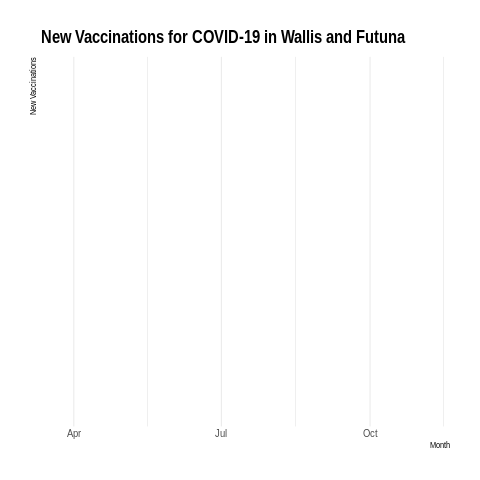 New Vaccinations for COVID-19 in Wallis and Futuna
New Vaccinations
Apr
Jul
Oct
Month